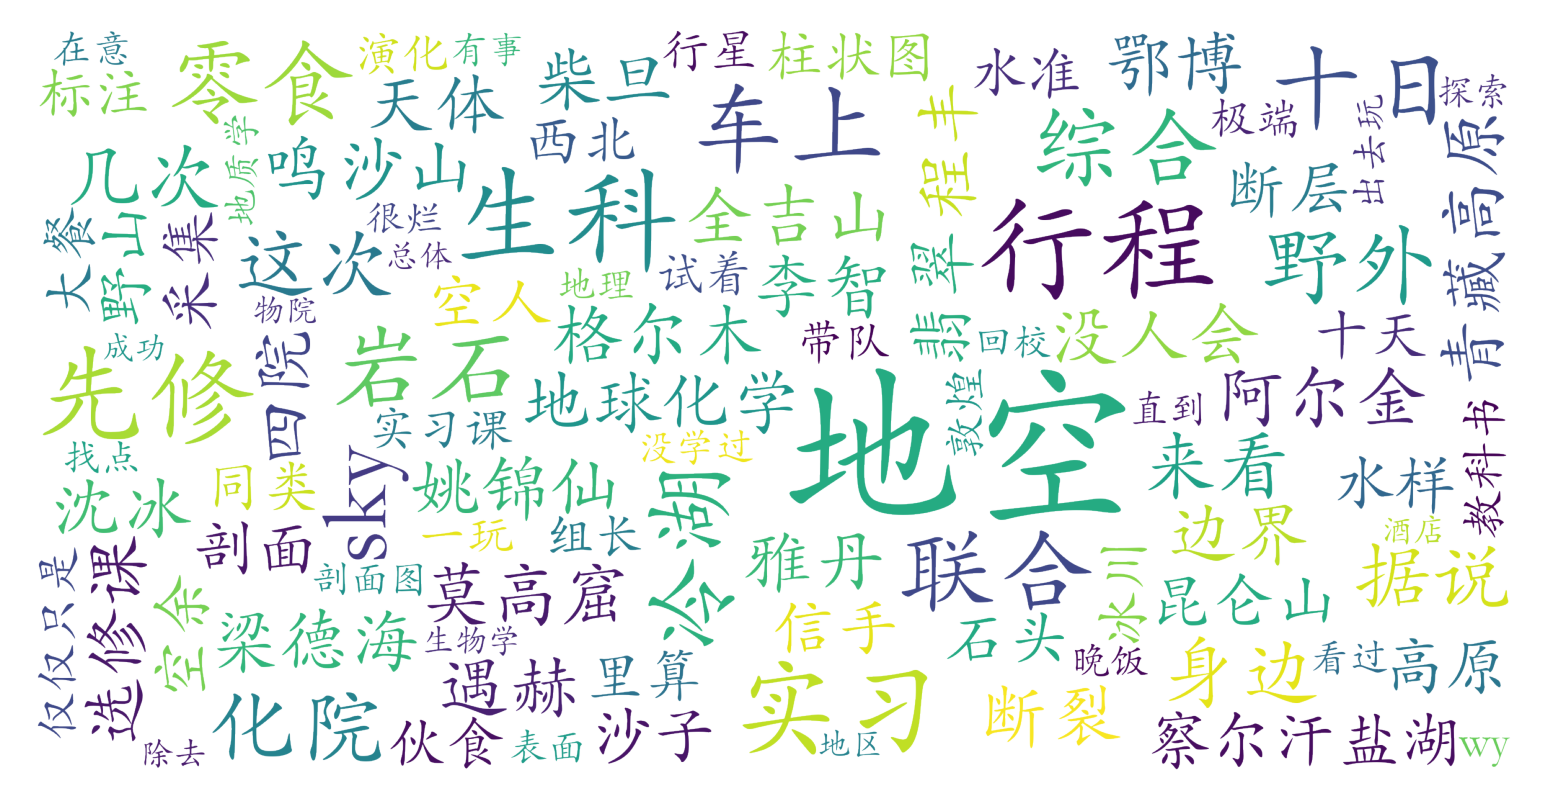 在意
标注
零食
演化
有事
天体
柴旦
行星
柱状图
水准
鄂博
十日
探索
车上
西北
程丰
综合
极端
出去玩
青藏高原
几次
地质学
鸣沙山
生科
全吉山
断层
大餐
野山
采集
这次
很烂
总体
行程
野外
物院
空人
地理
试着
李智
翡翠
成功
四院
岩石
格尔木
带队
回校
没人会
十天
先修
地球化学
地空
敦煌
直到
阿尔金
教科书
找点
实习课
没学过
来看
水样
沈冰
同类
sky
姚锦仙
冷湖
剖面
一玩
组长
边界
酒店
仅仅只是
选修课
空余
剖面图
莫高窟
雅丹
联合
冰川
昆仑山
据说
梁德海
生物学
信手
石头
晚饭
身边
看过
高原
遇赫
里算
实习
断裂
化院
除去
伙食
表面
沙子
地区
察尔汗盐湖
wy